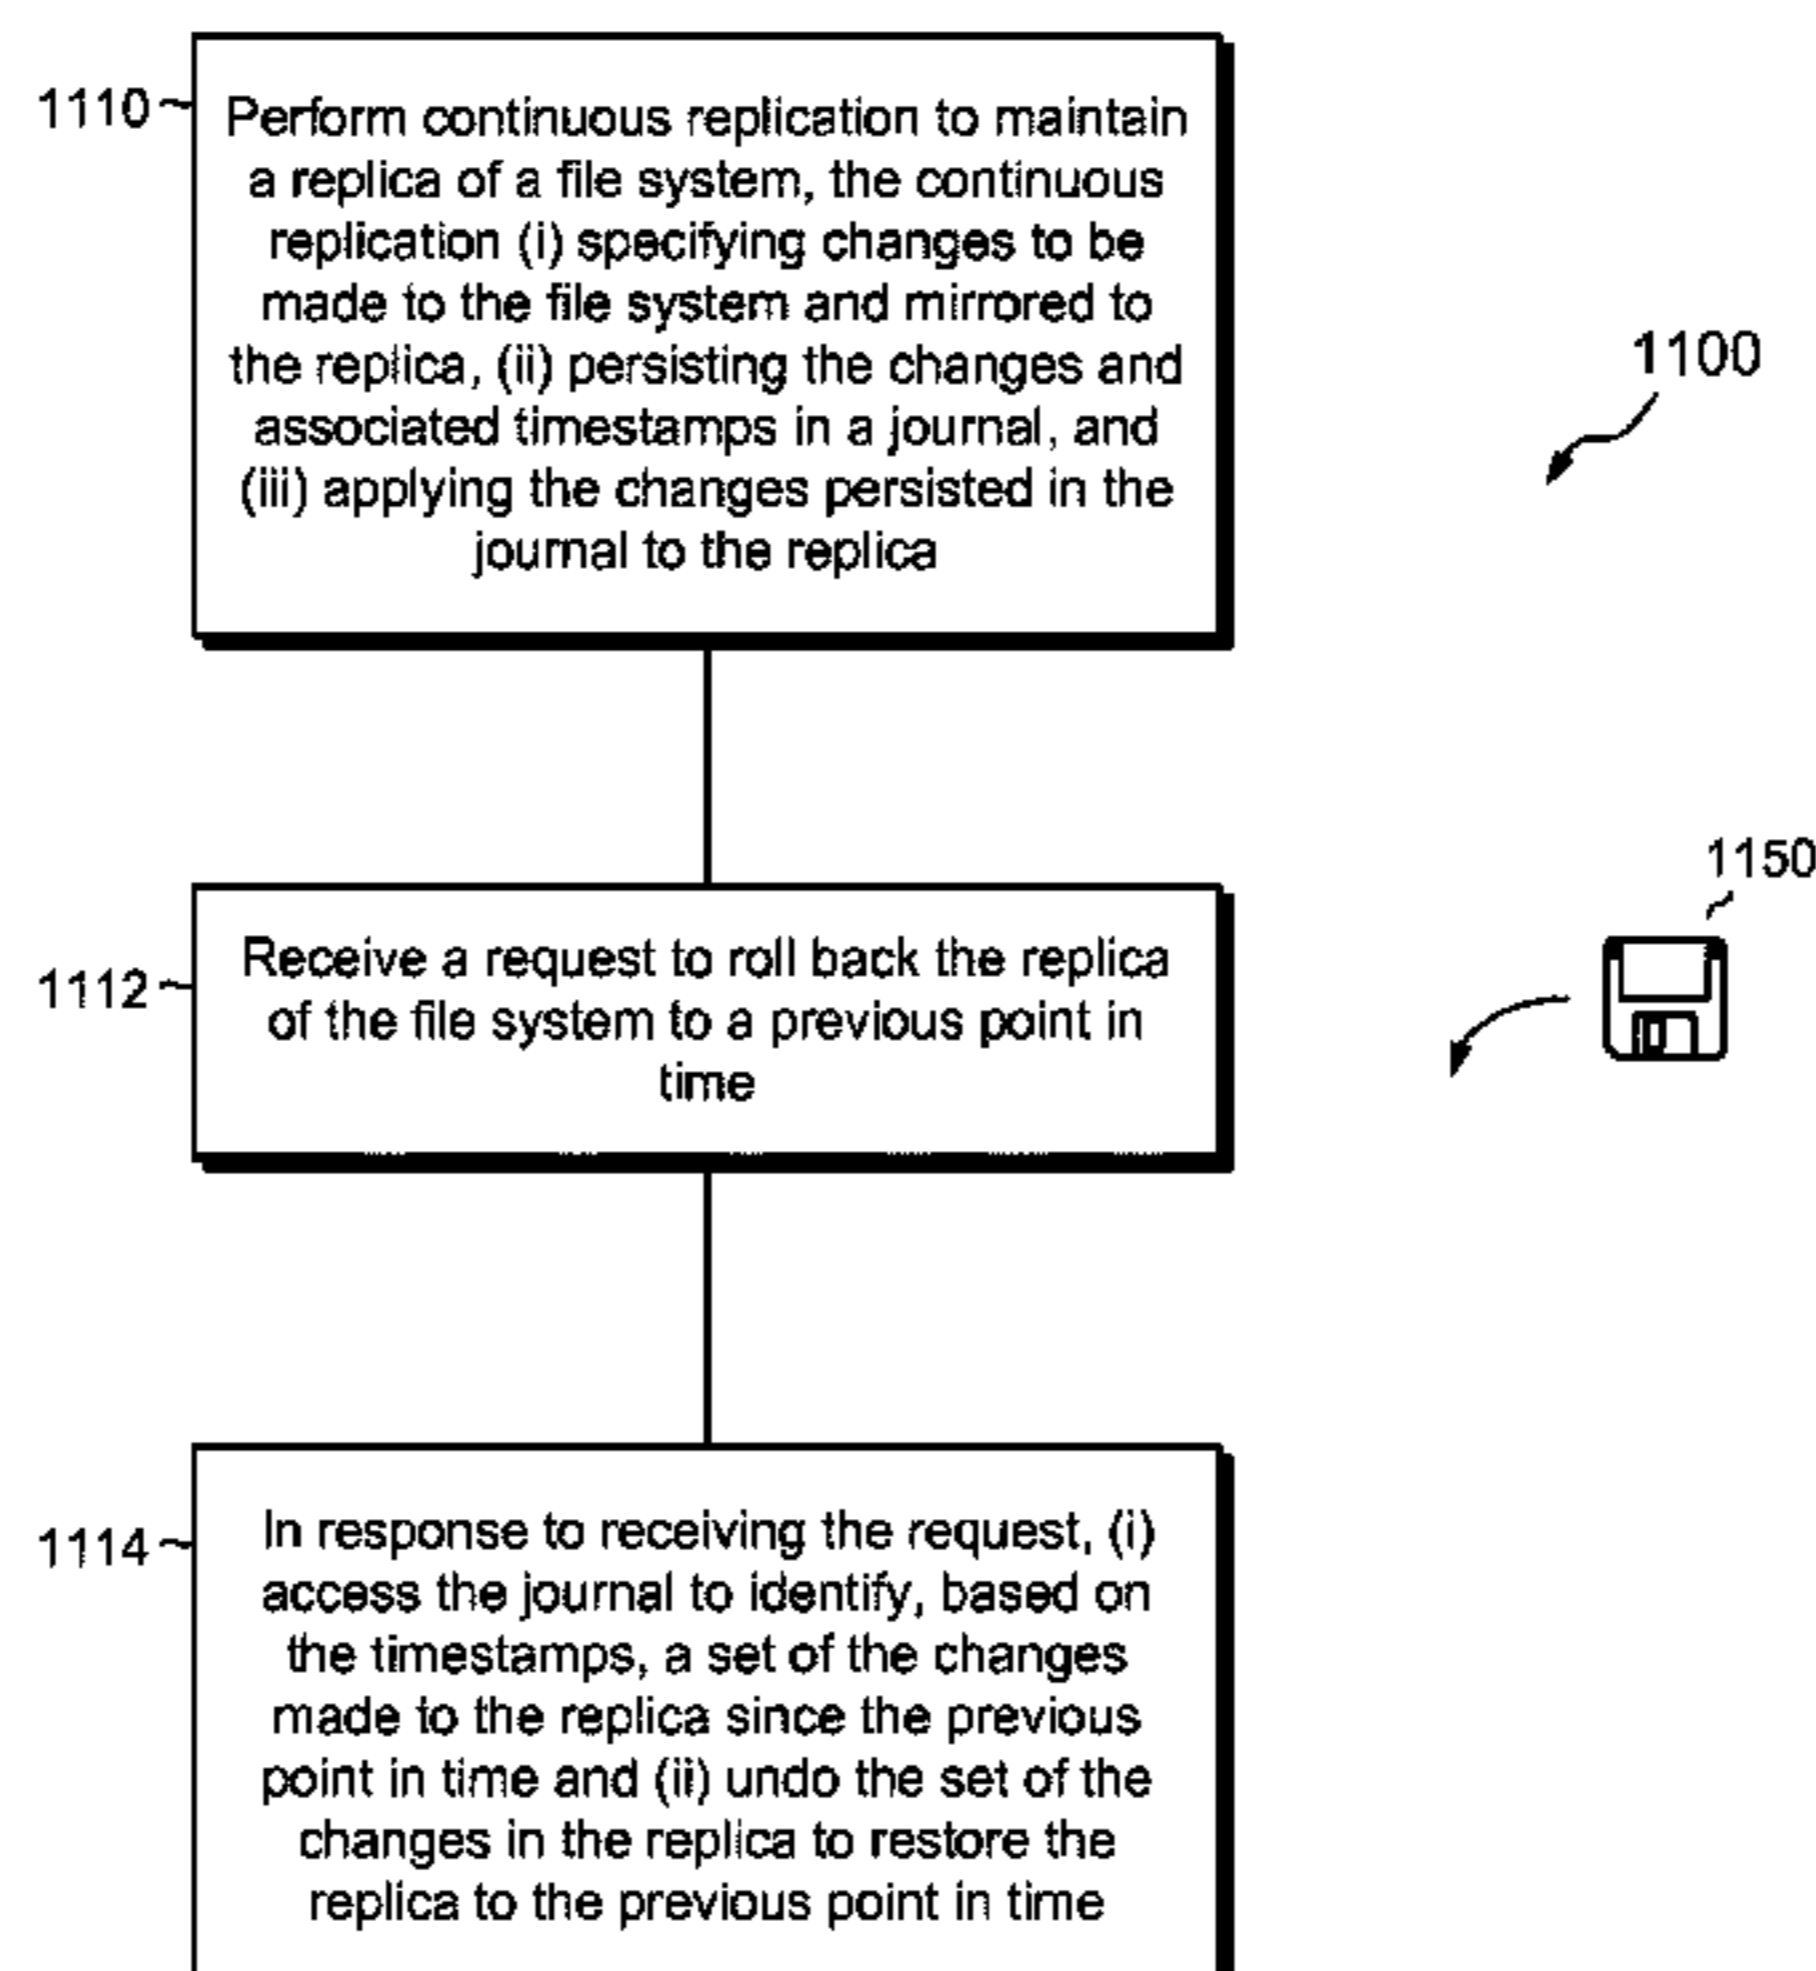 1110
Perform continuous replication to maintain
a replica of a file system, the continuous
replication (i) specifying changes to be
made to the file system and mirrored to
the replica, (ii) persisting the changes and
associated timestamps in a journal, and
(iii) applying the changes persisted in the
journal to the replica
1100
1150
1112
Receive a request to roll back the replica
of the file system to a previous point in
time
1114
In response to receiving the request, (i)
access the journal to identify, based on
the timestamps, a set of the changes
made to the replica since the previous
point in time and (ii) undo the set of the
changes in the replica to restore the
replica to the previous point in time